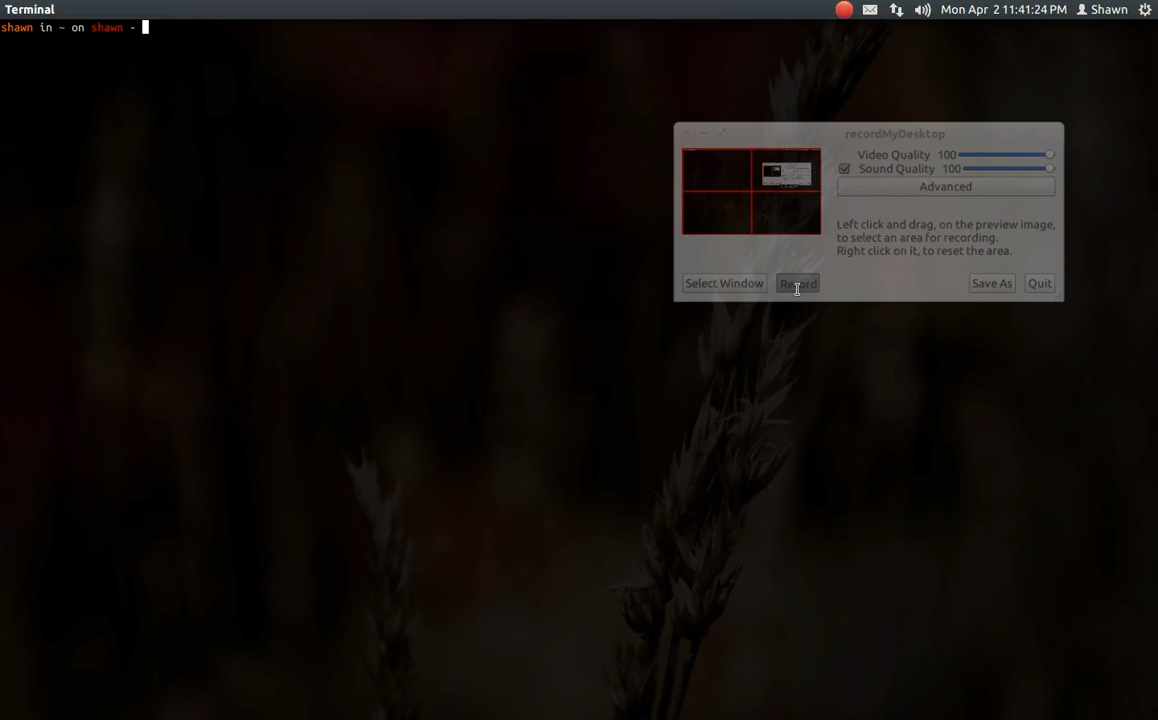 Terminal
Mon Apr 2 11:41:24 PM Shawn
shawn in ~ on shawn -
recordMyDesktop
Video Quality 100
Sound Quality 100
Advanced
Left click and drag, on the preview image,
to select an area for recording.
Right click on it, to reset the area.
Select Window Record Save As Quit